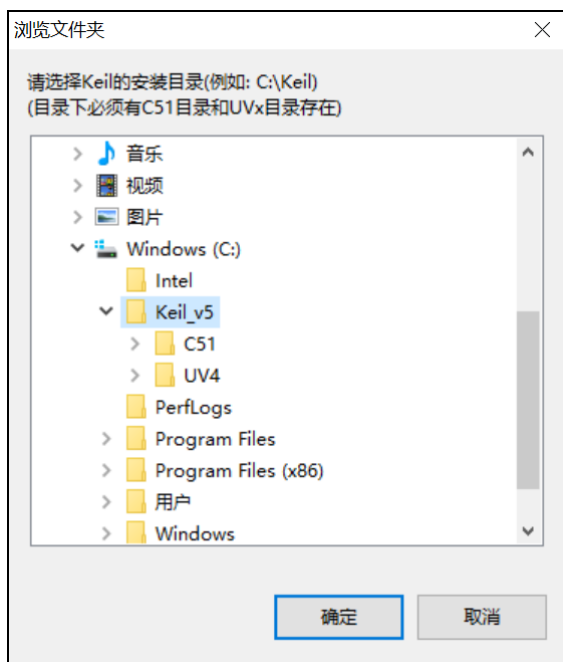 浏览文件夹
请选择Keil的安装目录(例如: C:\Keil)
(目录下必须有C51目录和UVx目录存在)
音乐
视频
图片
Windows (C:)
Intel
Keil_v5
C51
UV4
PerfLogs
Program Files
Program Files (x86)
用户
Windows
确定 取消